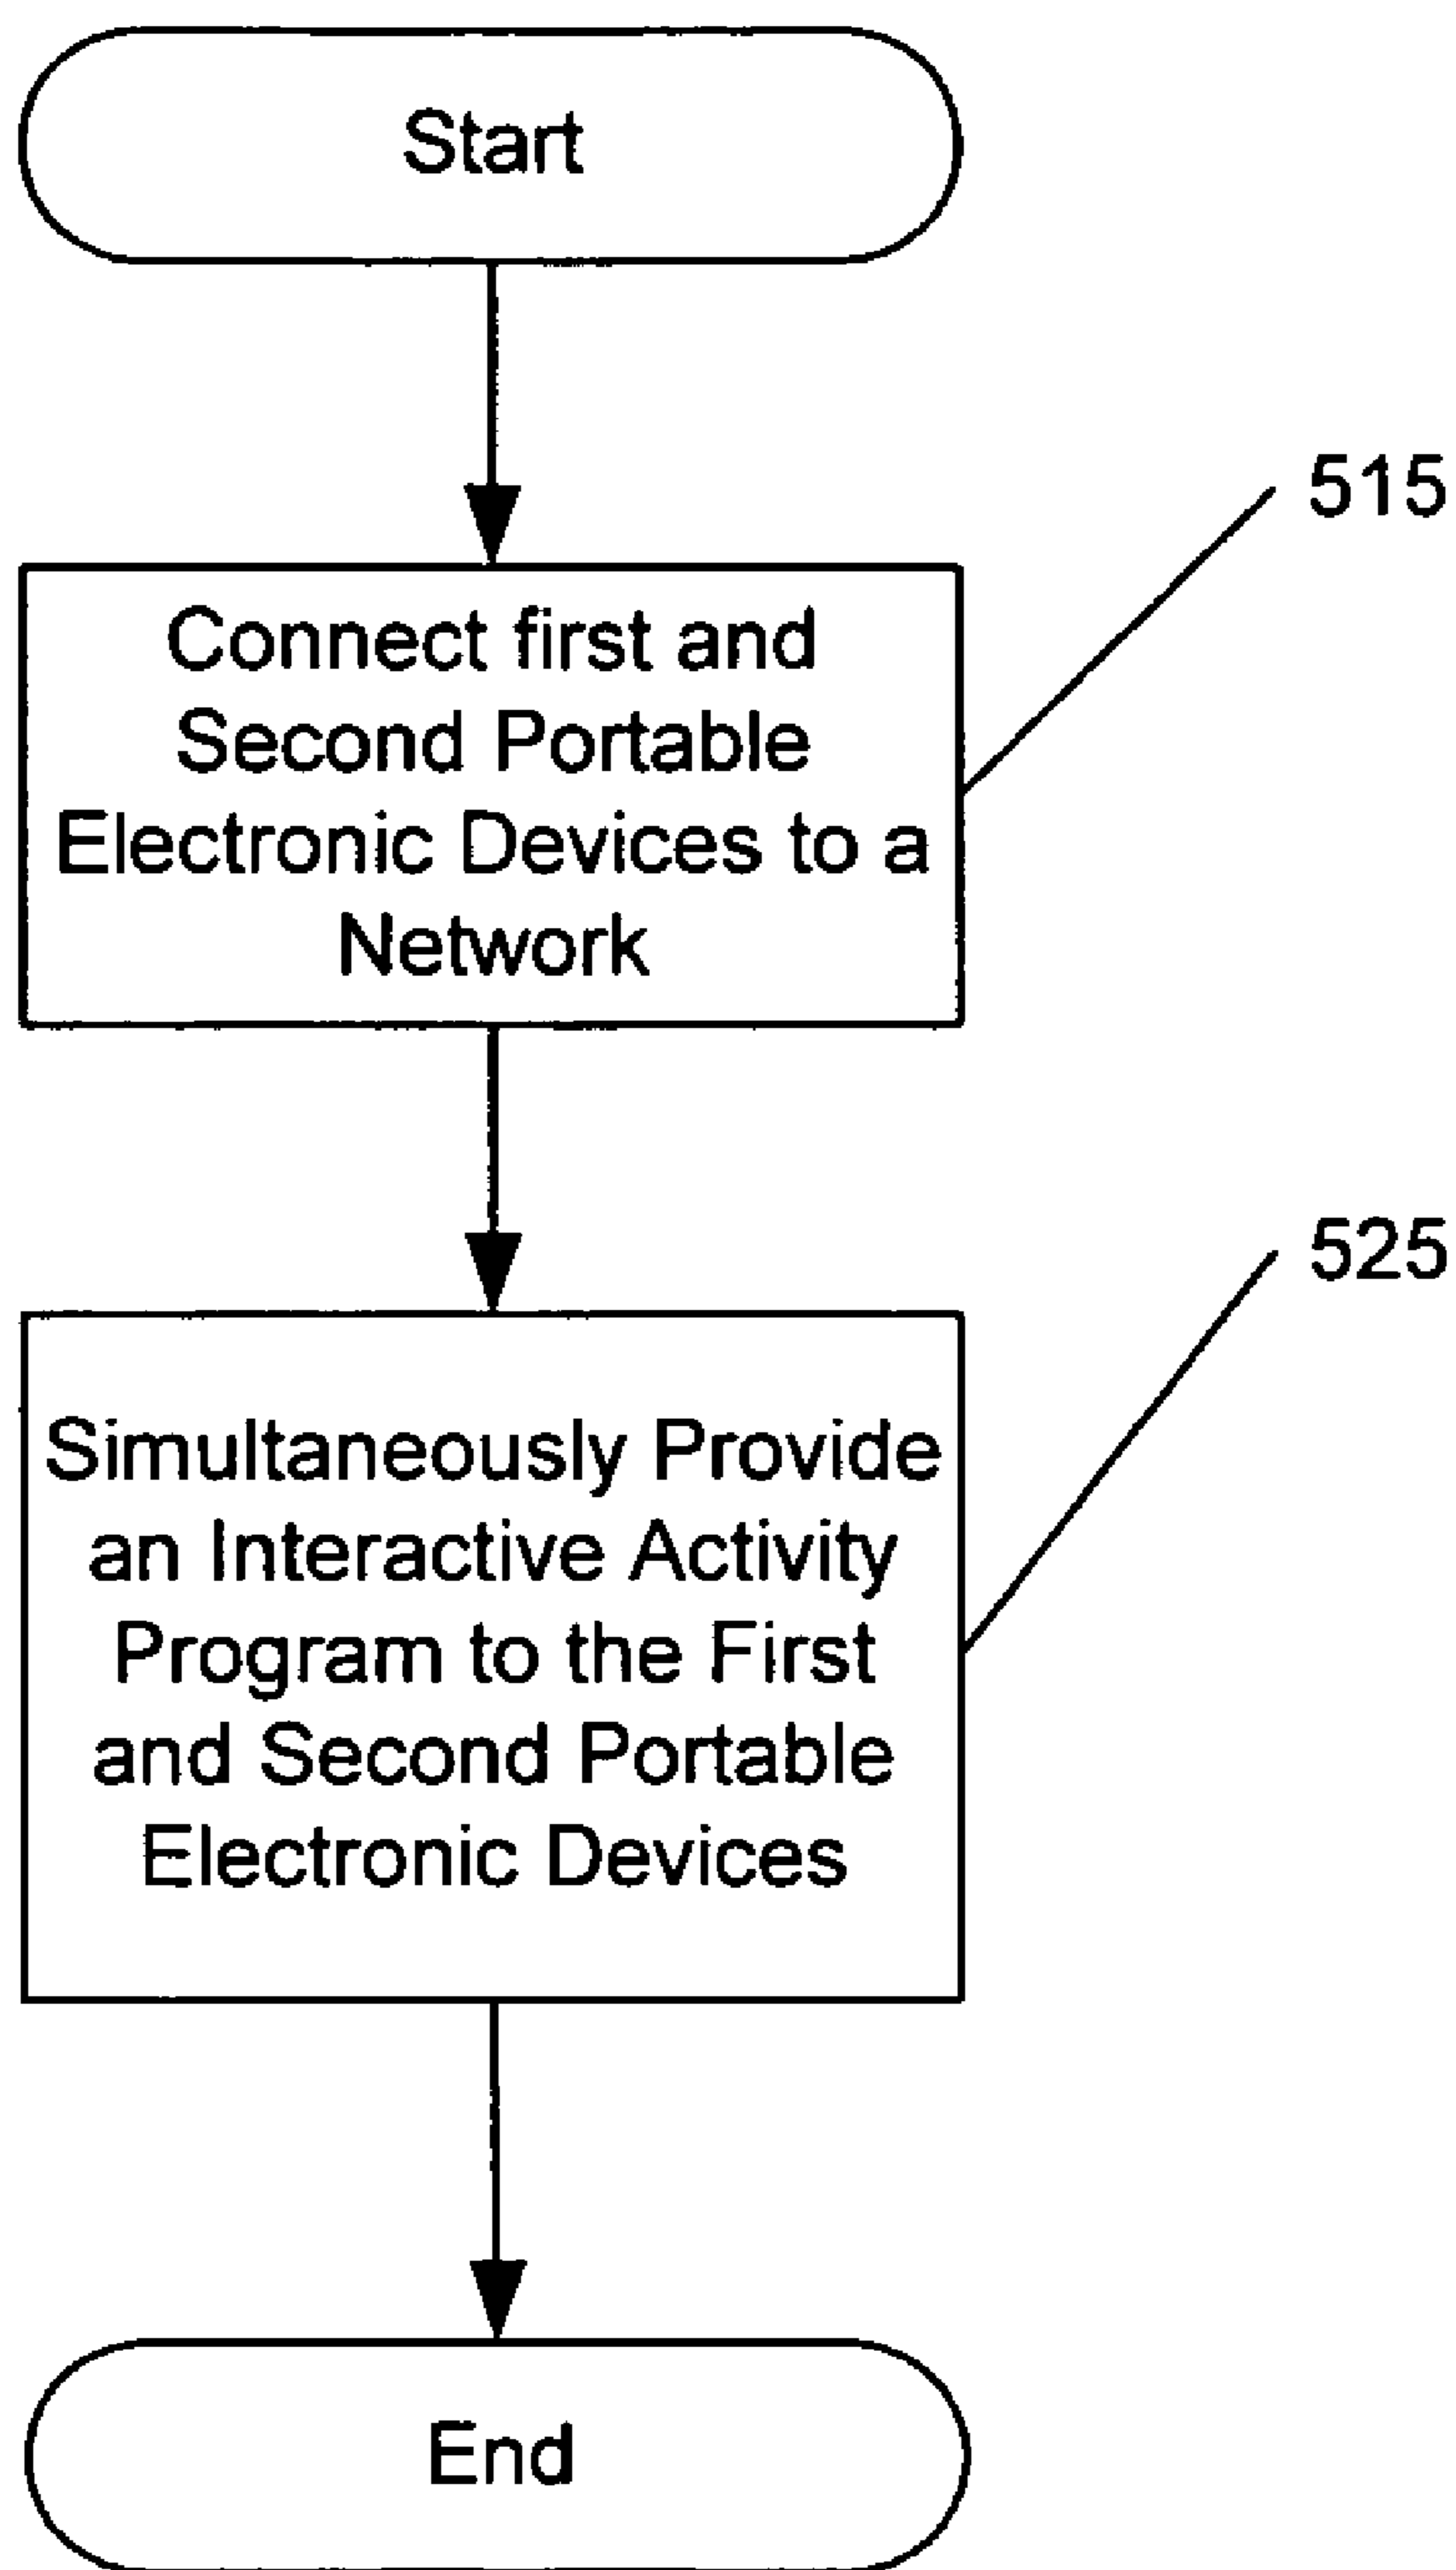 Start
515
Connect first and
Second Portable
Electronic Devices to a
Network
525
Simultaneously Provide
an Interactive Activity
Program to the First
and Second Portable
Electronic Devices
End